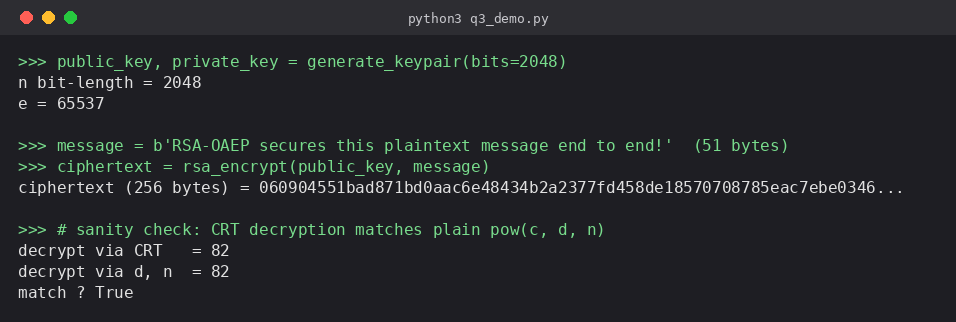 python3 q3_demo.py
>>> public_key, private_key = generate_keypair(bits=2048)
n bit-length = 2048
e = 65537
>>> message = b'RSA-OAEP secures this plaintext message end to end!'  (51 bytes)
>>> ciphertext = rsa_encrypt(public_key, message)
ciphertext (256 bytes) = 060904551bad871bd0aac6e48434b2a2377fd458de18570708785eac7ebe0346...
>>> # sanity check: CRT decryption matches plain pow(c, d, n)
decrypt via CRT   = 82
decrypt via d, n  = 82
match ? True